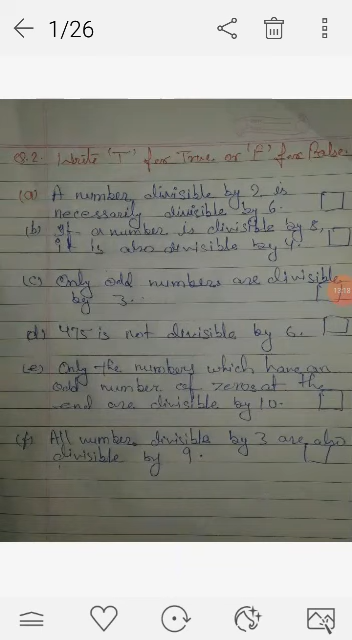 1/26
Q.2. Write 'T' for True or 'F' for False.
(a) A number divisible by 2 is
necessarily divisible by 6.
(b) If a number is divisible by 8,
it is also divisible by 4.
(c) Only odd numbers are divisible
by 3.
d) 475 is not divisible by 6.
(e) Only the numbers which have an
odd number of zeros at the
end are divisible by 10.
(f) All number divisible by 3 are also
divisible by 9.